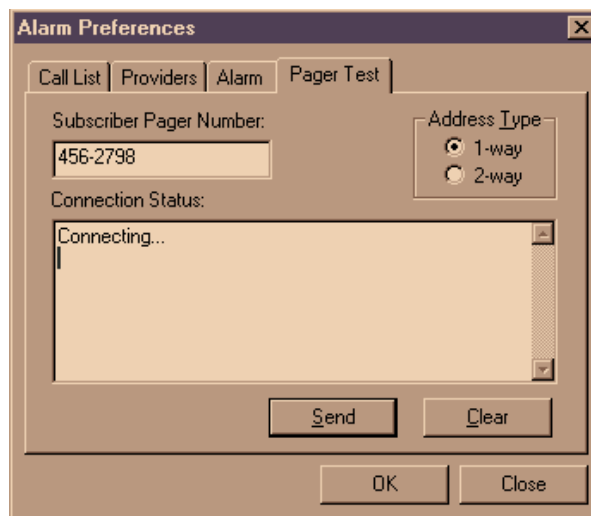 Alarm Preferences
Call List Providers Alarm Pager Test
Subscriber Pager Number:
Address Type
456-2798
1-way
2-way
Connection Status:
Connecting...
Send Clear
OK Close